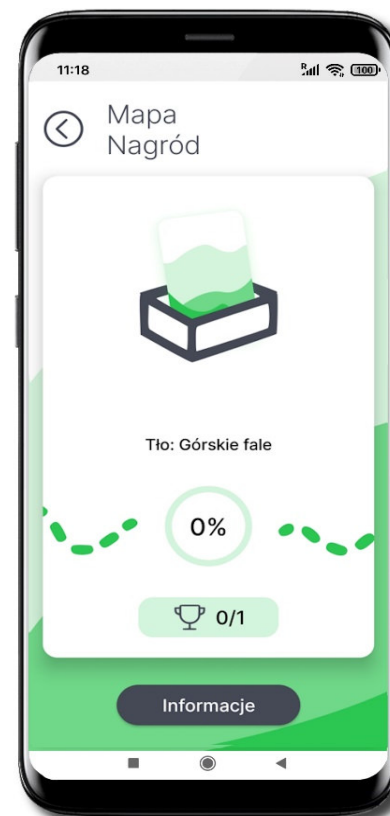 11:18
R
100
Mapa
Nagród
Tło: Górskie fale
0%
0/1
Informacje